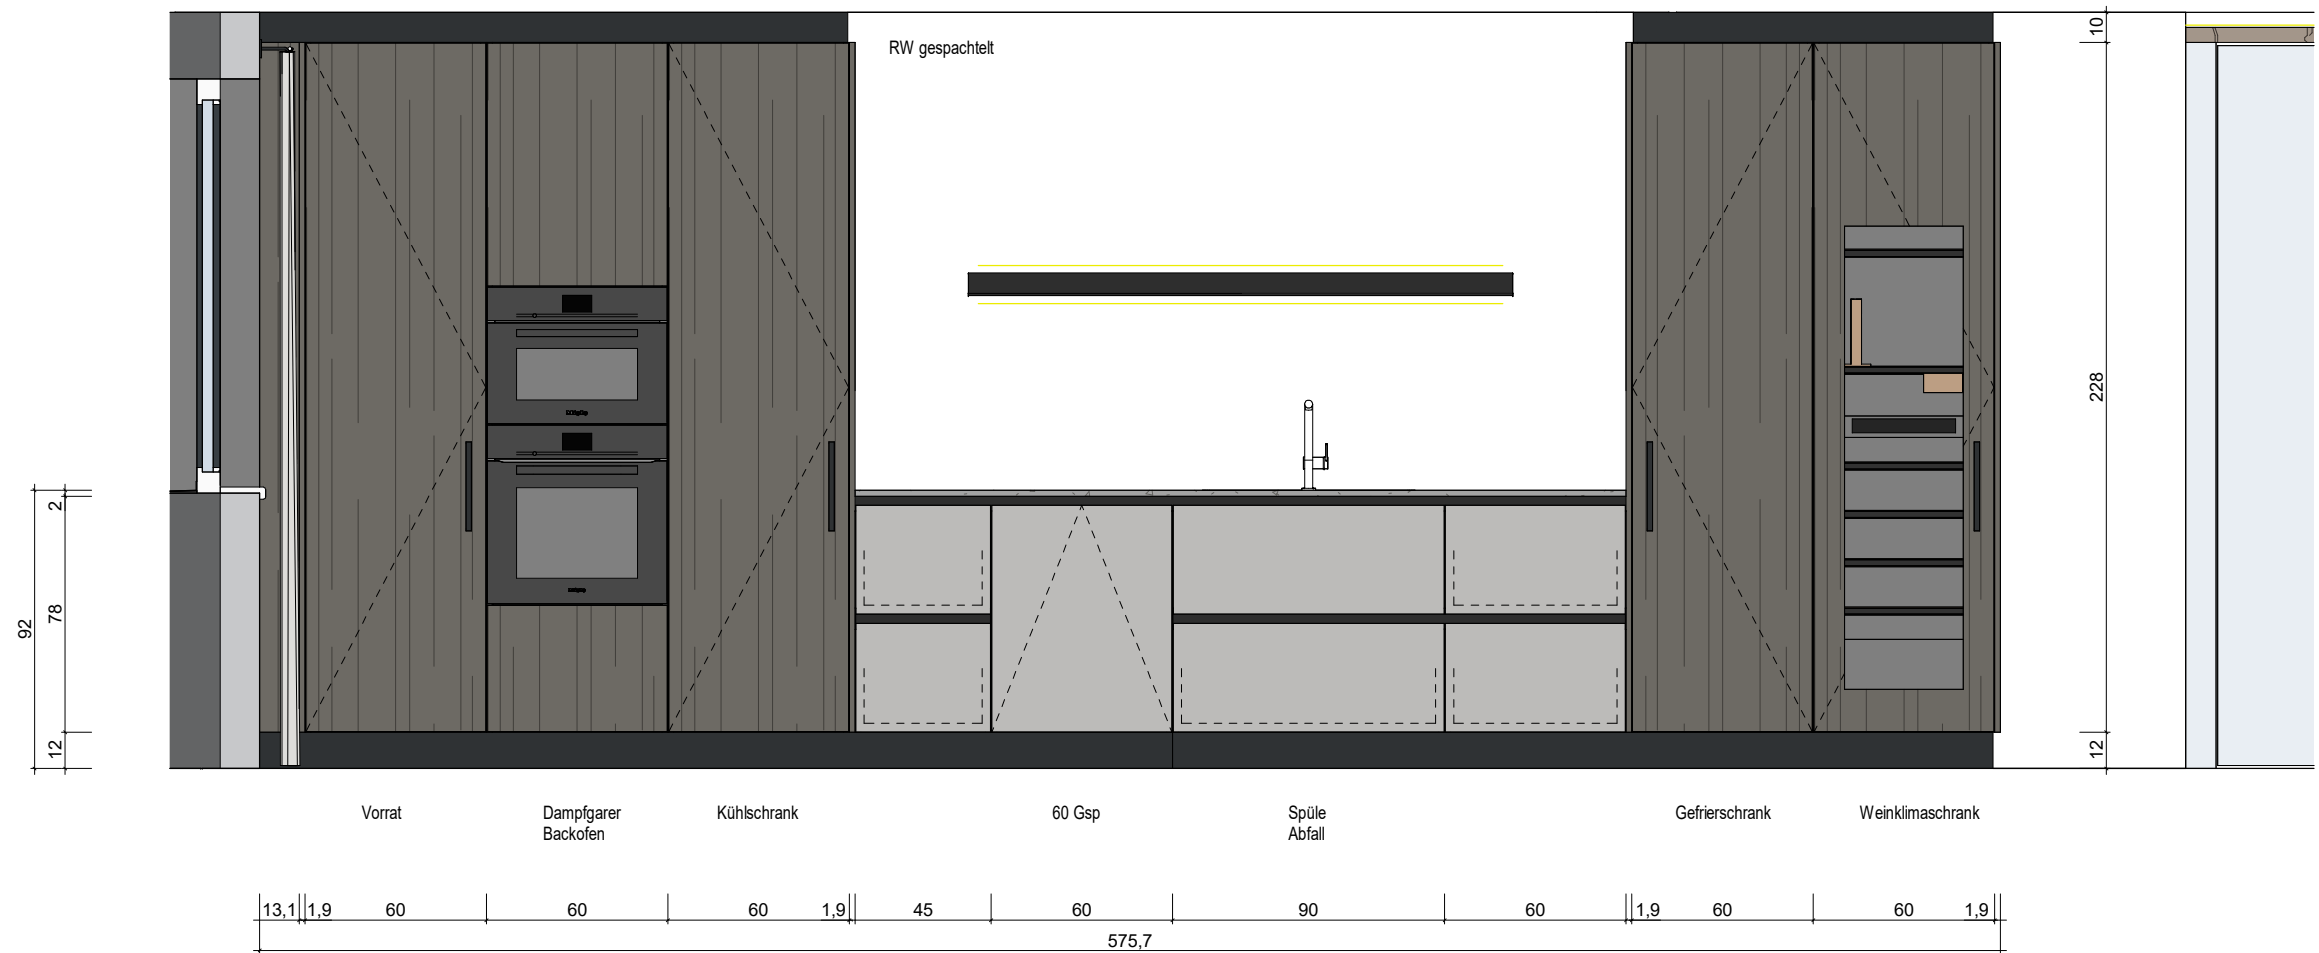 RW gespachtelt
10
228
12
2
78
92
12
Vorrat
Dampfgarer
Backofen
Kühlschrank
60 Gsp
Spüle
Abfall
Gefrierschrank
Weinklimaschrank
13,1 1,9 60 60 60 1,9 45 60 90 60 1,9 60 60 1,9
575,7